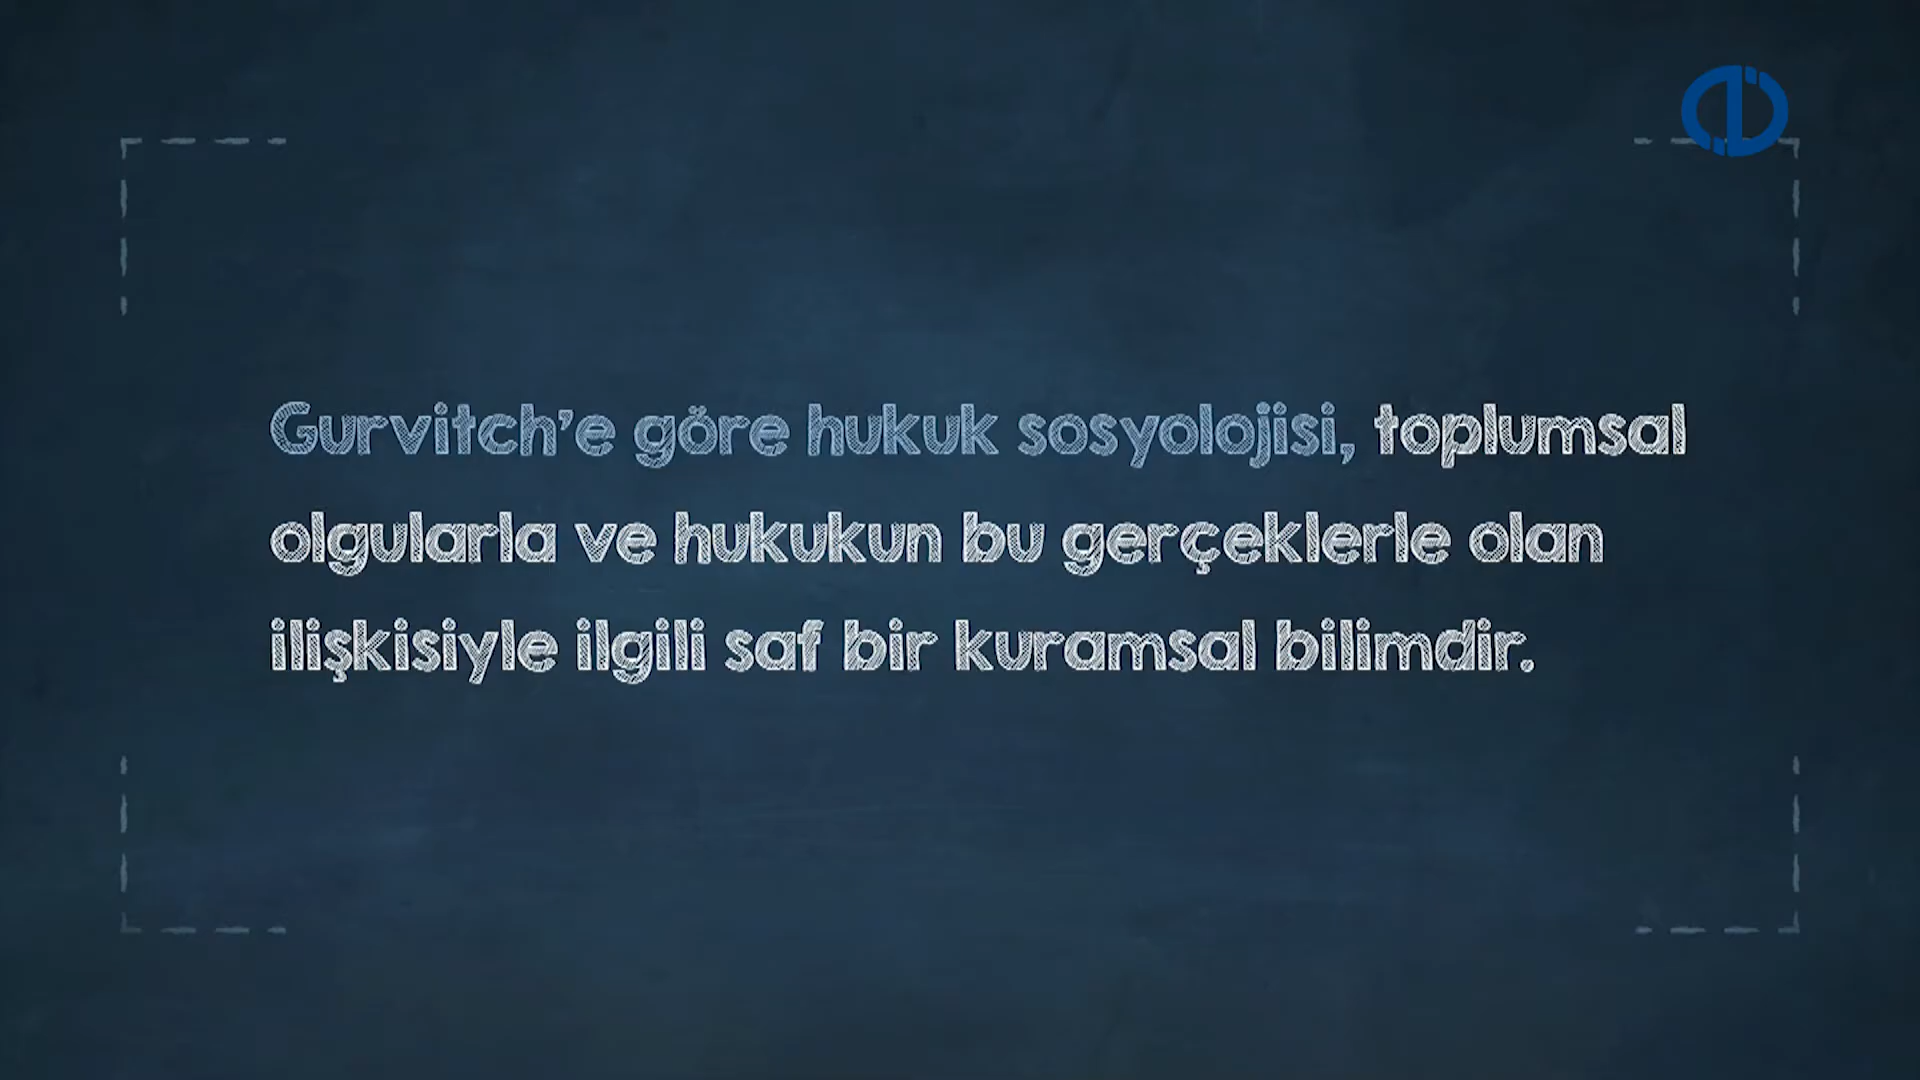 Gurvitch'e göre hukuk sosyolojisi, toplumsal
olgularla ve hukukun bu gerçeklerle olan
ilişkisiyle ilgili saf bir kuramsal bilimdir.